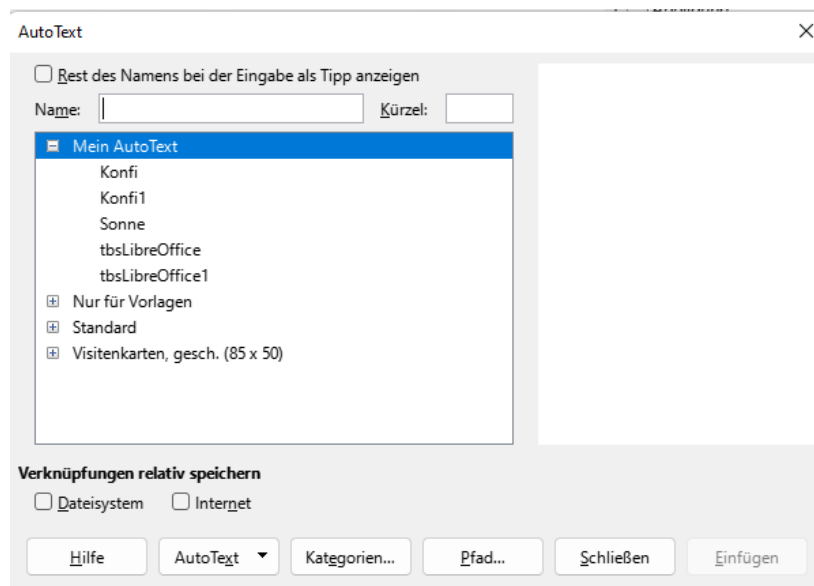 AutoText
Rest des Namens bei der Eingabe als Tipp anzeigen
Name: Kürzel:
Mein AutoText
Konfi
Konfi1
Sonne
tbsLibreOffice
tbsLibreOffice1
Nur für Vorlagen
Standard
Visitenkarten, gesch. (85 x 50)
Verknüpfungen relativ speichern
Dateisystem Internet
Hilfe AutoText Kategorien... Pfad... Schließen Einfügen